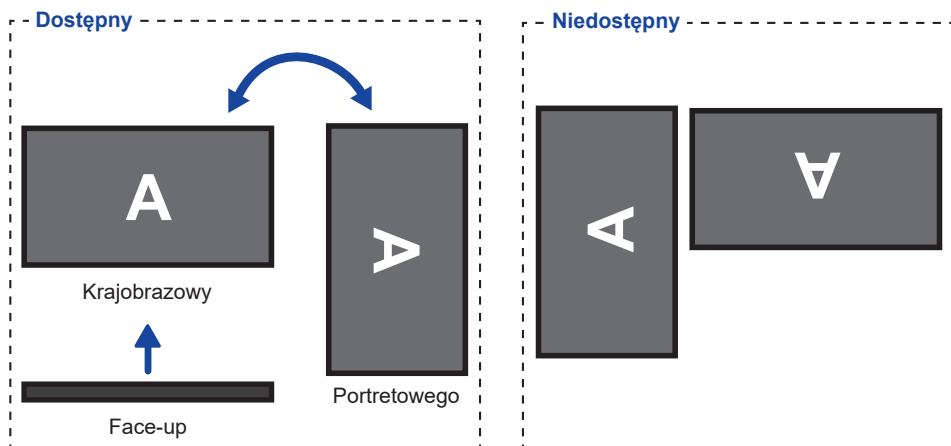 Dostępny
A
Krajobrazowy
A
Portretowego
Face-up
Niedostępny
A
A